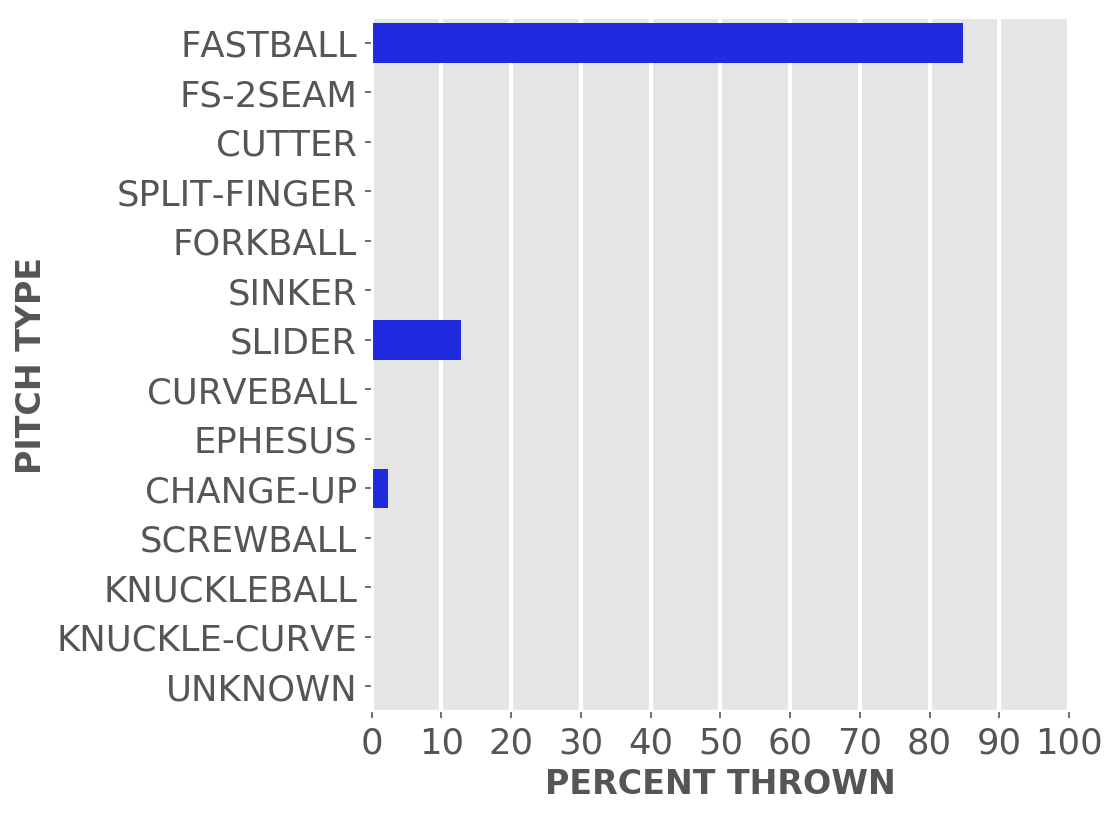 FASTBALL
FS-2SEAM
CUTTER
SPLIT-FINGER
FORKBALL
SINKER
SLIDER
CURVEBALL
EPHESUS
CHANGE-UP
SCREWBALL
KNUCKLEBALL
KNUCKLE-CURVE
UNKNOWN
PITCH TYPE
0 10 20 30 40 50 60 70 80 90 100
PERCENT THROWN